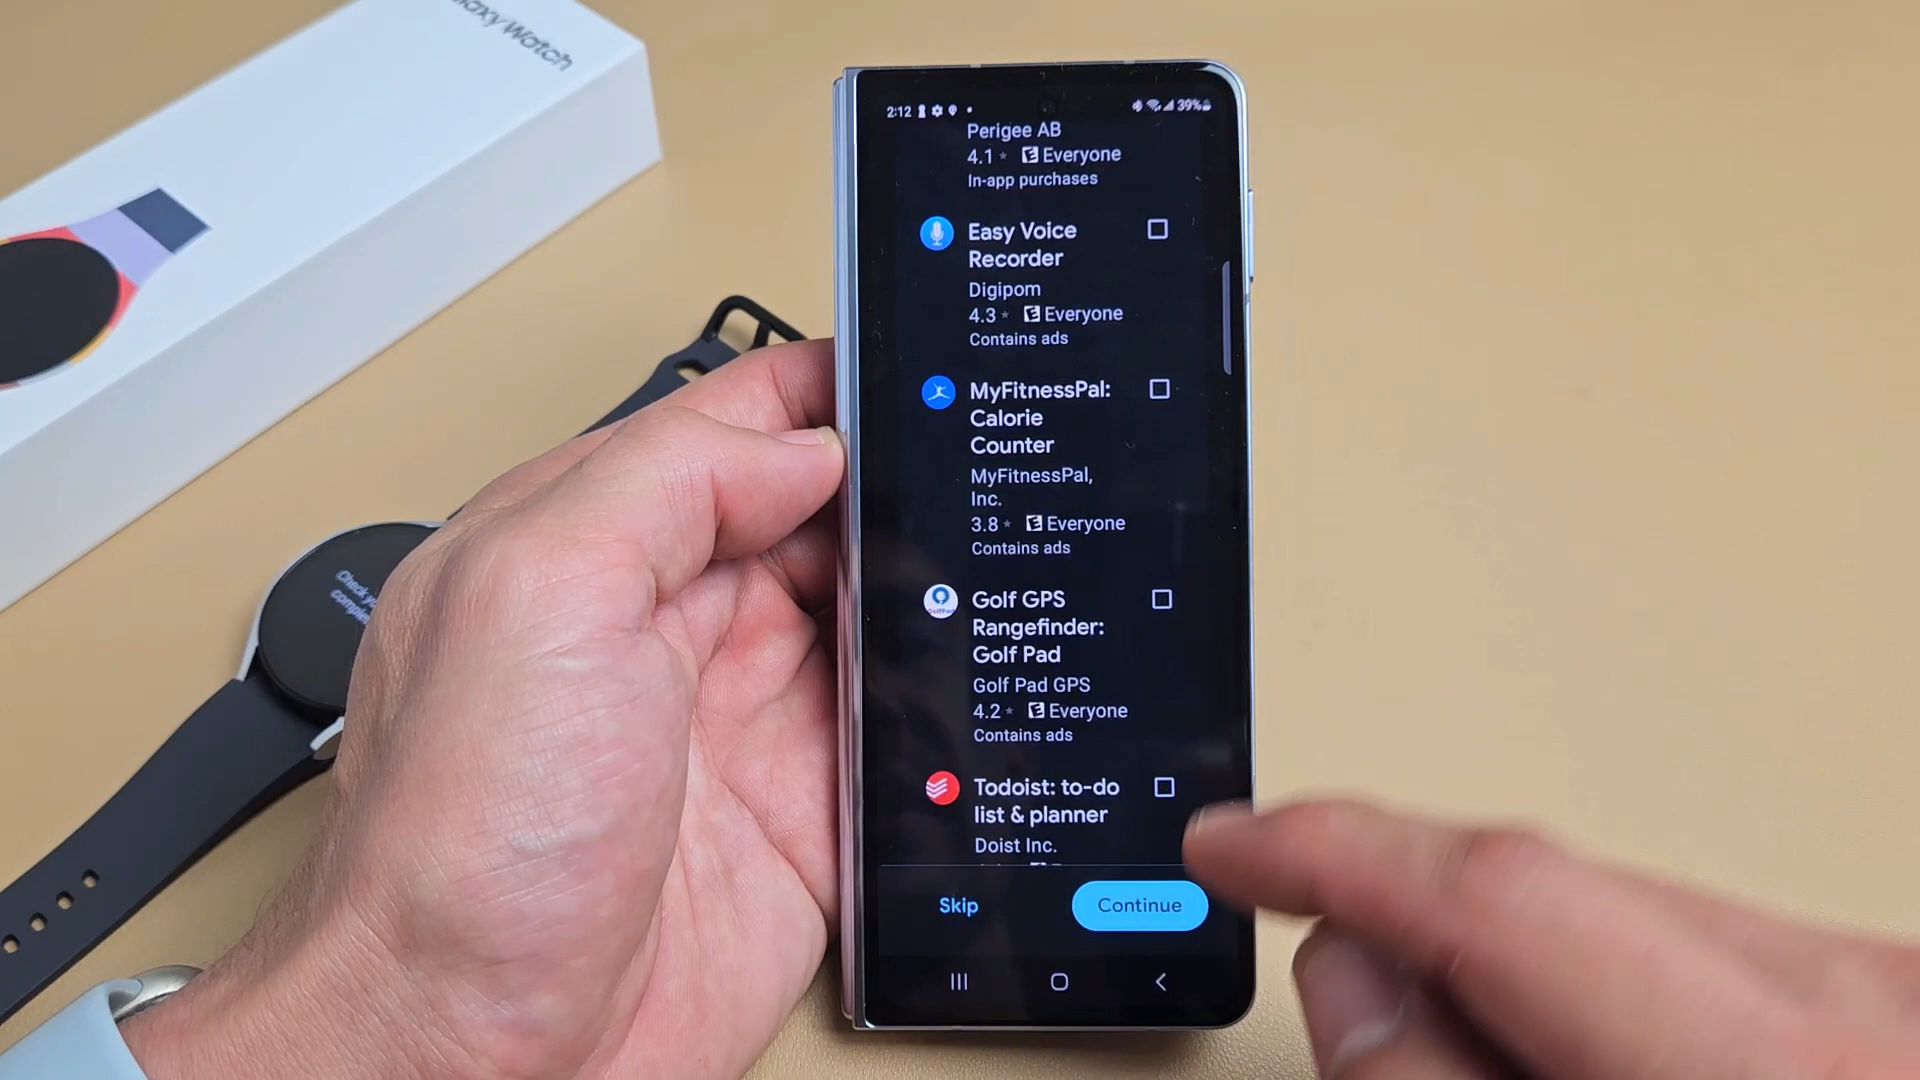 Watch
2:12
39%
Perigee AB
4.1 ★ E Everyone
In-app purchases
Easy Voice
Recorder
Digipom
4.3 ★ E Everyone
Contains ads
MyFitnessPal:
Calorie
Counter
MyFitnessPal,
Inc.
3.8 ★ E Everyone
Contains ads
Golf GPS
Rangefinder:
Golf Pad
Golf Pad GPS
4.2 ★ E Everyone
Contains ads
Todoist: to-do
list & planner
Doist Inc.
Skip
Continue
Check